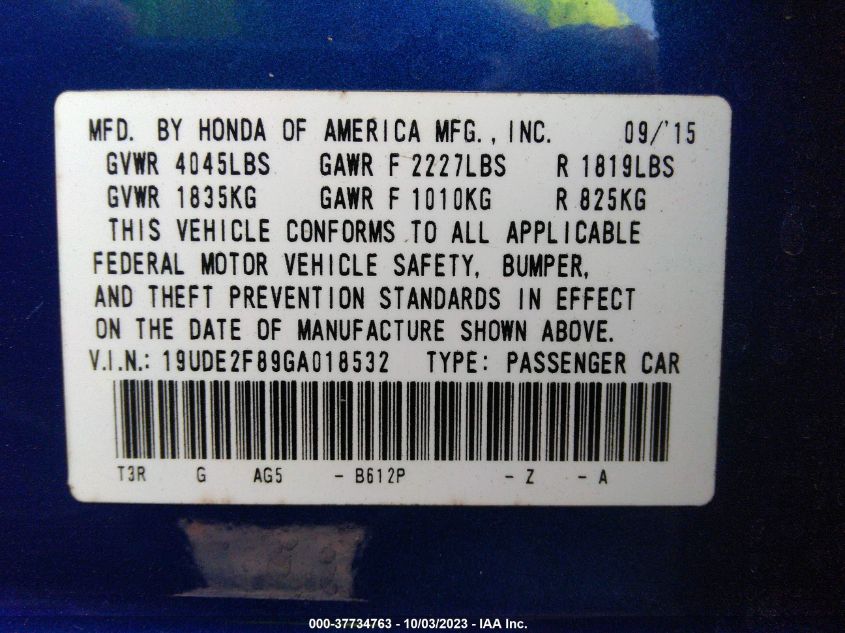 MFD. BY HONDA OF AMERICA MFG., INC. 09/'15
GVWR 4045LBS GAWR F 2227LBS R 1819LBS
GVWR 1835KG GAWR F 1010KG R 825KG
THIS VEHICLE CONFORMS TO ALL APPLICABLE
FEDERAL MOTOR VEHICLE SAFETY, BUMPER,
AND THEFT PREVENTION STANDARDS IN EFFECT
ON THE DATE OF MANUFACTURE SHOWN ABOVE.
V.I.N.: 19UDE2F89GA018532 TYPE: PASSENGER CAR
T3R G AG5 - B612P - Z - A
000-37734763 - 10/03/2023 - IAA Inc.